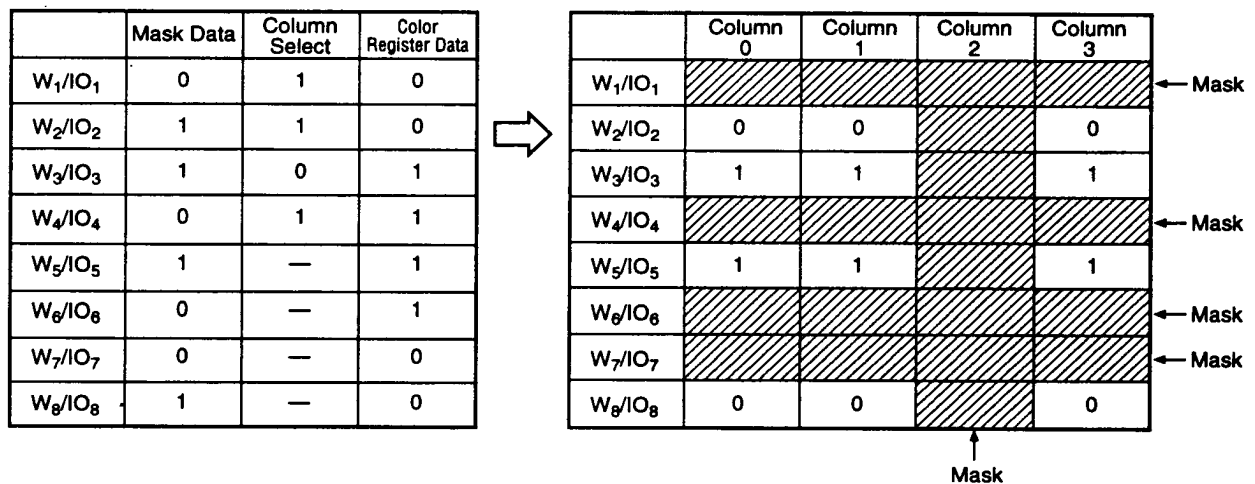 Mask Data Column Select Color Register Data
W₁/IO₁ 0 1 0
W₂/IO₂ 1 1 0
W₃/IO₃ 1 0 1
W₄/IO₄ 0 1 1
W₅/IO₅ 1 — 1
W₆/IO₆ 0 — 1
W₇/IO₇ 0 — 0
W₈/IO₈ 1 — 0
Column 0 Column 1 Column 2 Column 3
W₁/IO₁ ← Mask
W₂/IO₂ 0 0 0
W₃/IO₃ 1 1 1
W₄/IO₄ ← Mask
W₅/IO₅ 1 1 1
W₆/IO₆ ← Mask
W₇/IO₇ ← Mask
W₈/IO₈ 0 0 0
Mask